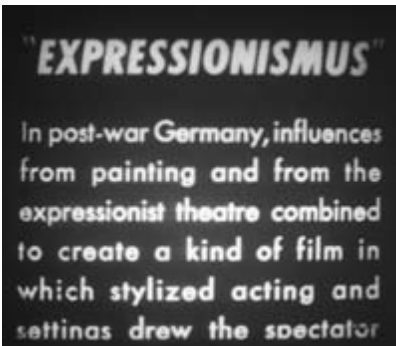 "EXPRESSIONISMUS"
In post-war Germany, influences
from painting and from the
expressionist theatre combined
to create a kind of film in
which stylized acting and
settings drew the spectator